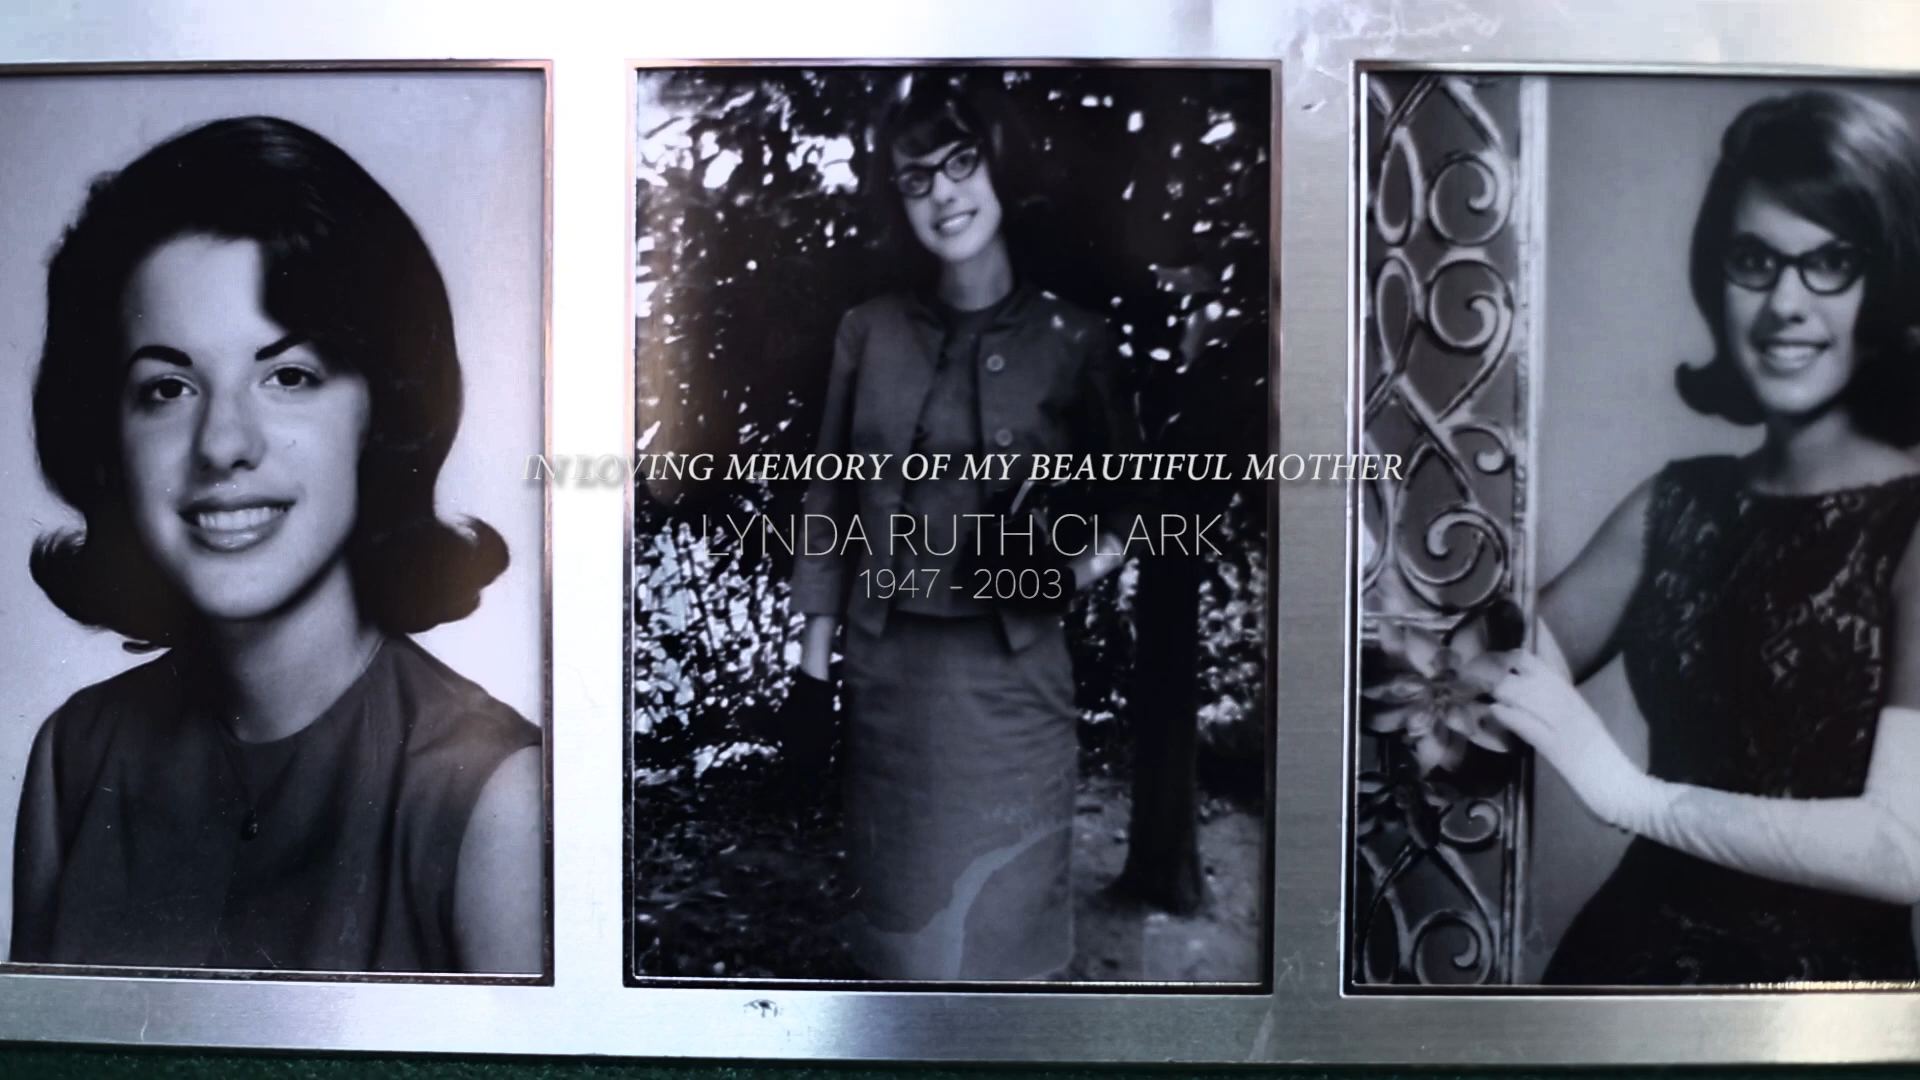 IN LOVING MEMORY OF MY BEAUTIFUL MOTHER
LYNDA RUTH CLARK
1947 - 2003